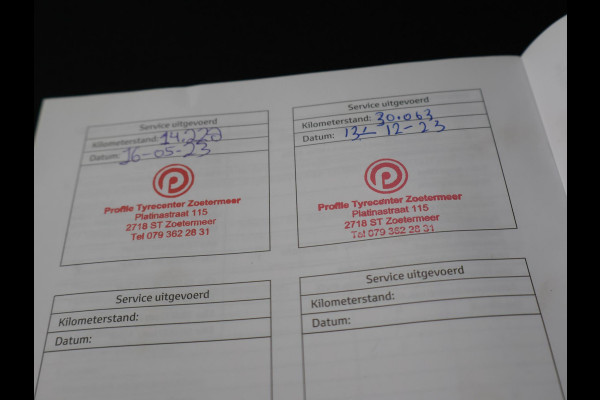 Service uitgevoerd
Kilometerstand: 14.222
Datum: 16-05-23
Profile Tyrecenter Zoetermeer
Platinastraat 115
2718 ST Zoetermeer
Tel 079 362 28 31
Service uitgevoerd
Kilometerstand: 30.063
Datum: 12-12-23
Profile Tyrecenter Zoetermeer
Platinastraat 115
2718 ST Zoetermeer
Tel 079 362 28 31
Service uitgevoerd
Kilometerstand:
Datum:
Service uitgevoerd
Kilometerstand:
Datum: